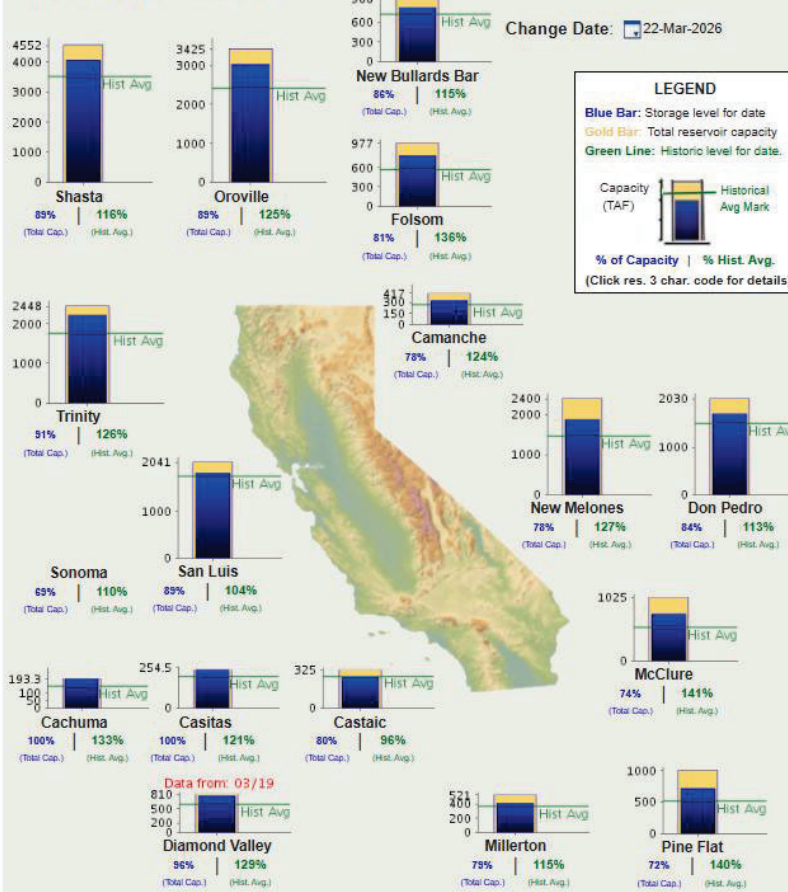 Change Date: 22-Mar-2026
LEGEND
Blue Bar: Storage level for date
Gold Bar: Total reservoir capacity
Green Line: Historic level for date.
Capacity
(TAF)
Historical
Avg Mark
% of Capacity | % Hist. Avg.
(Click res. 3 char. code for details)
4552
4000
3000
2000
1000
0
Hist Avg
Shasta
89% | 116%
(Total Cap.) (Hist. Avg.)
3425
3000
2000
1000
0
Hist Avg
Oroville
89% | 125%
(Total Cap.) (Hist. Avg.)
600
300
0
Hist Avg
New Bullards Bar
86% | 115%
(Total Cap.) (Hist. Avg.)
977
600
300
0
Hist Avg
Folsom
81% | 136%
(Total Cap.) (Hist. Avg.)
417
300
150
0
Hist Avg
Camanche
78% | 124%
(Total Cap.) (Hist. Avg.)
2448
2000
1000
0
Hist Avg
Trinity
91% | 126%
(Total Cap.) (Hist. Avg.)
2400
2000
1000
0
Hist Avg
New Melones
78% | 127%
(Total Cap.) (Hist. Avg.)
2030
1000
0
Hist Av
Don Pedro
84% | 113%
(Total Cap.) (Hist. Avg.)
Sonoma
69% | 110%
(Total Cap.) (Hist. Avg.)
2041
1000
0
Hist Avg
San Luis
89% | 104%
(Total Cap.) (Hist. Avg.)
1025
0
Hist Avg
McClure
74% | 141%
(Total Cap.) (Hist. Avg.)
193.3
100
50
0
Hist Avg
Cachuma
100% | 133%
(Total Cap.) (Hist. Avg.)
254.5
0
Hist Avg
Casitas
100% | 121%
(Total Cap.) (Hist. Avg.)
325
0
Hist Avg
Castaic
80% | 96%
(Total Cap.) (Hist. Avg.)
Data from: 03/19
810
500
200
0
Hist Avg
Diamond Valley
96% | 129%
(Total Cap.) (Hist. Avg.)
521
400
200
0
Hist Avg
Millerton
79% | 115%
(Total Cap.) (Hist. Avg.)
1000
500
0
Hist Avg
Pine Flat
72% | 140%
(Total Cap.) (Hist. Avg.)